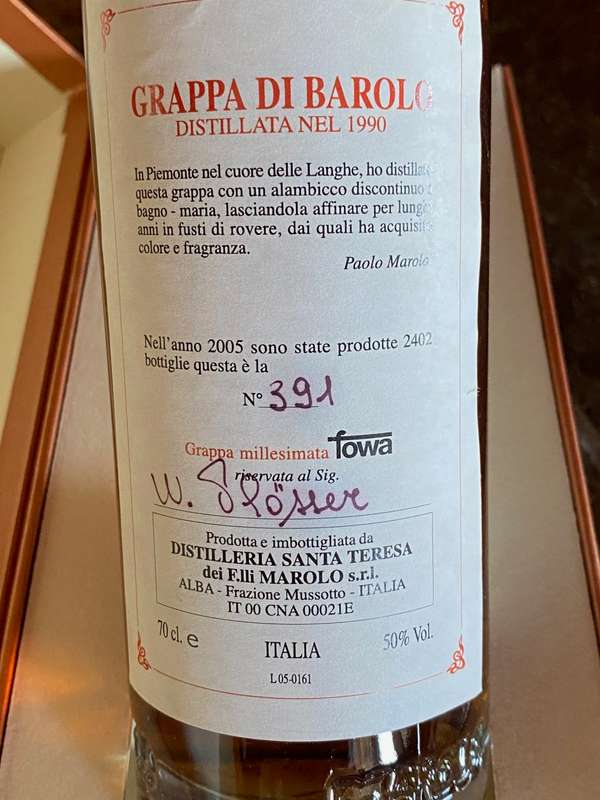 GRAPPA DI BAROLO
DISTILLATA NEL 1990
In Piemonte nel cuore delle Langhe, ho distillato
questa grappa con un alambicco discontinuo
bagno - maria, lasciandola affinare per lunghi
anni in fusti di rovere, dai quali ha acquisito
colore e fragranza.
Paolo Marolo
Nell'anno 2005 sono state prodotte 2402
bottiglie questa è la
N° 391
Grappa millesimata fowa
riservata al Sig.
W.
Prodotta e imbottigliata da
DISTILLERIA SANTA TERESA
dei F.lli MAROLO s.r.l.
ALBA - Frazione Mussotto - ITALIA
IT 00 CNA 00021E
70 cl. e
ITALIA
50% Vol.
L 05-0161